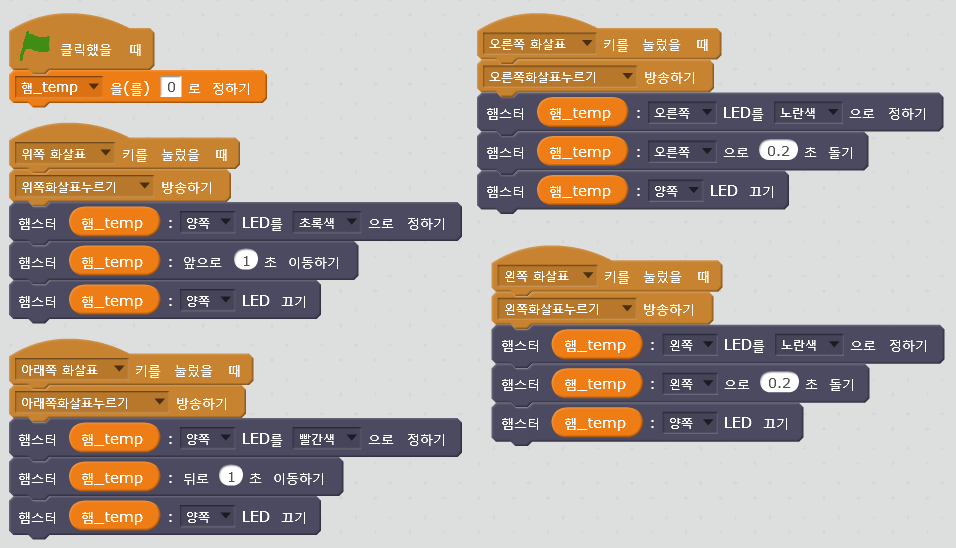 클릭했을 때
햄_temp 을(를) 0 로 정하기
위쪽 화살표 키를 눌렀을 때
위쪽화살표누르기 방송하기
햄스터 햄_temp : 양쪽 LED를 초록색 으로 정하기
햄스터 햄_temp : 앞으로 1 초 이동하기
햄스터 햄_temp : 양쪽 LED 끄기
아래쪽 화살표 키를 눌렀을 때
아래쪽화살표누르기 방송하기
햄스터 햄_temp : 양쪽 LED를 빨간색 으로 정하기
햄스터 햄_temp : 뒤로 1 초 이동하기
햄스터 햄_temp : 양쪽 LED 끄기
오른쪽 화살표 키를 눌렀을 때
오른쪽화살표누르기 방송하기
햄스터 햄_temp : 오른쪽 LED를 노란색 으로 정하기
햄스터 햄_temp : 오른쪽 으로 0.2 초 돌기
햄스터 햄_temp : 양쪽 LED 끄기
왼쪽 화살표 키를 눌렀을 때
왼쪽화살표누르기 방송하기
햄스터 햄_temp : 왼쪽 LED를 노란색 으로 정하기
햄스터 햄_temp : 왼쪽 으로 0.2 초 돌기
햄스터 햄_temp : 양쪽 LED 끄기